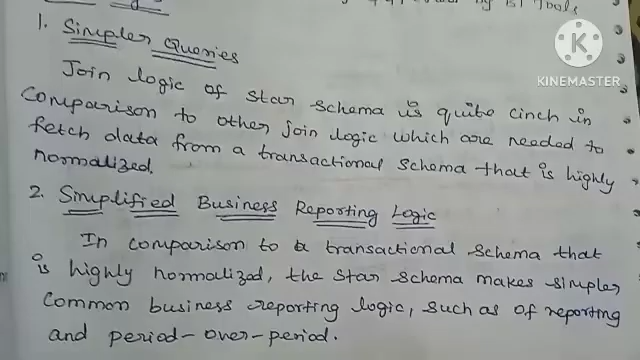 by BI Tools
1. Simpler Queries
Join logic of star schema is quite cinch in
Comparison to other join logic which are needed to
fetch data from a transactional schema that is highly
normalized.
2. Simplified Business Reporting Logic
In comparison to a transactional schema that
is highly normalized, the star schema makes simpler
Common business reporting logic, such as of reporting
and period-over-period.
K
KINEMASTER